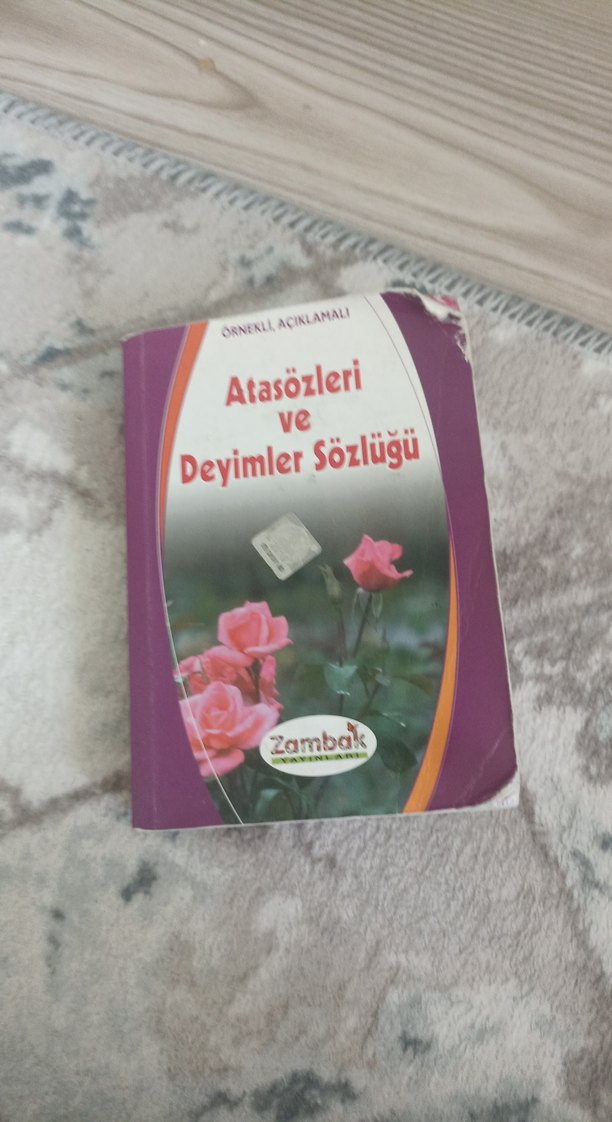 ÖRNEKLİ, AÇIKLAMALI
Atasözleri
ve
Deyimler Sözlüğü
Zambak
YAYINLARI